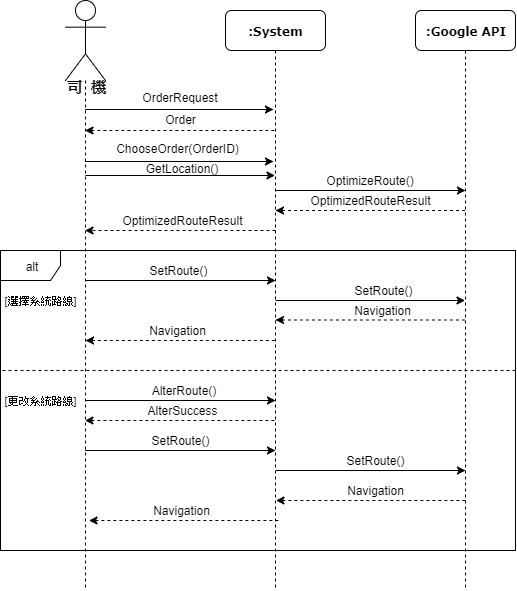 :System
:Google API
司 機
OrderRequest
Order
ChooseOrder(OrderID)
GetLocation()
OptimizeRoute()
OptimizedRouteResult
OptimizedRouteResult
alt
SetRoute()
[選擇系統路線]
SetRoute()
Navigation
Navigation
[更改系統路線]
AlterRoute()
AlterSuccess
SetRoute()
SetRoute()
Navigation
Navigation